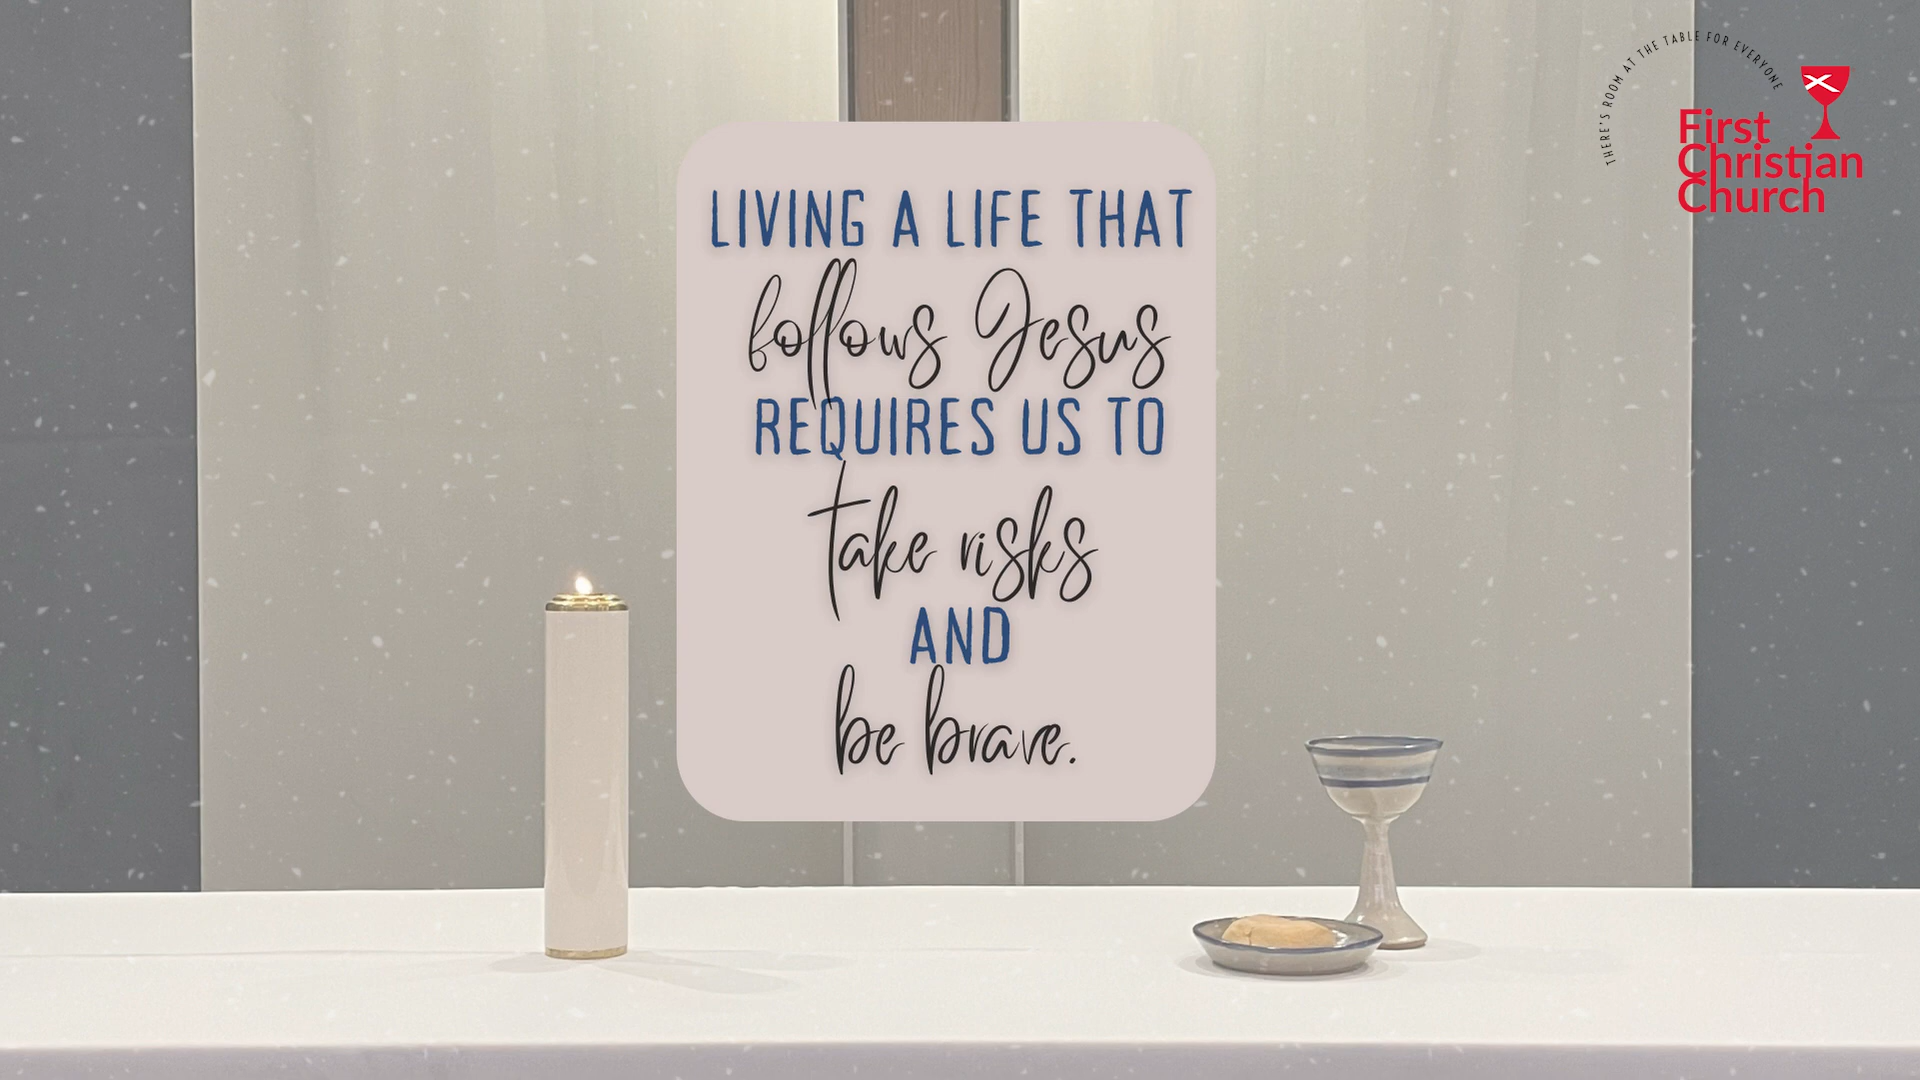 THERE'S ROOM AT THE TABLE FOR EVERYONE
First
Christian
Church
LIVING A LIFE THAT
follows Jesus
REQUIRES US TO
take risks
AND
be brave.